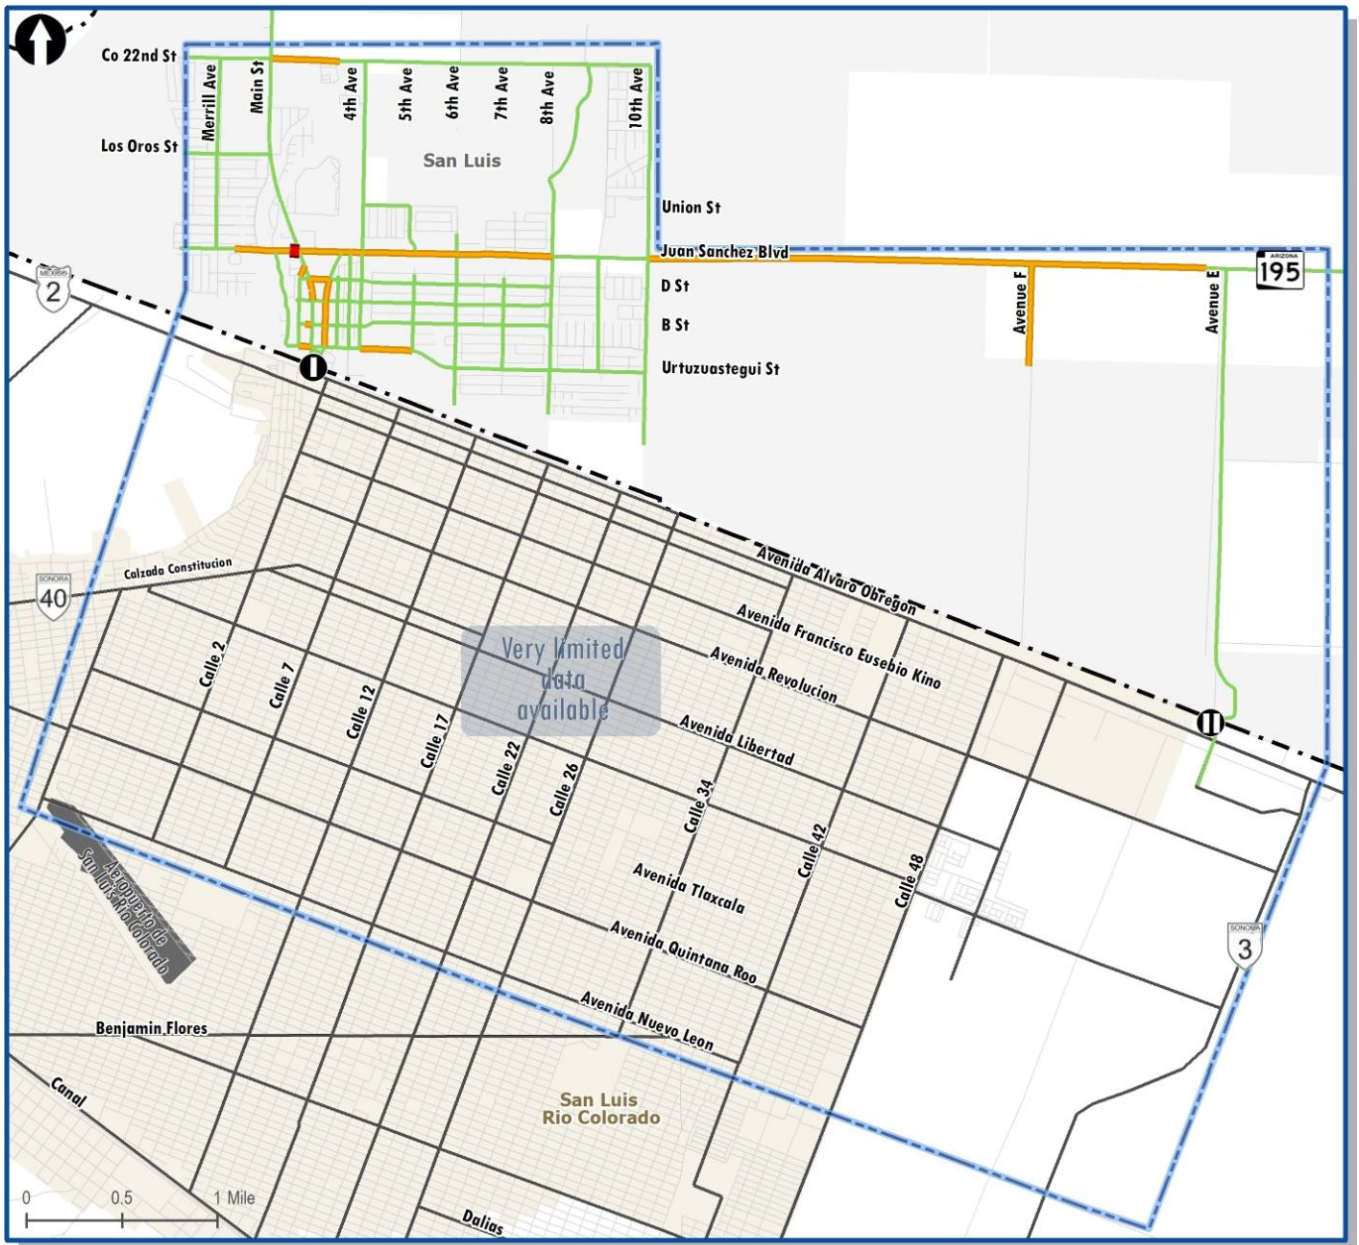 Co 22nd St
Merrill Ave
Main St
4th Ave
5th Ave
6th Ave
7th Ave
8th Ave
10th Ave
Los Oros St
San Luis
Union St
Juan Sanchez Blvd
ARIZONA
195
MEXICO
2
D St
Avenue F
Avenue E
B St
I
Urtuzuastegui St
Avenida Alvaro Obregon
Calzada Constitucion
SONORA
40
Avenida Francisco Eusebio Kino
Very limited
data
available
Avenida Revolucion
Calle 2
Calle 7
Calle 12
Calle 17
Calle 22
Calle 26
Avenida Libertad
II
Calle 34
Calle 42
Calle 48
Aeropuerto de
San Luis Rio Colorado
Avenida Tlaxcala
Avenida Quintana Roo
SONORA
3
Avenida Nuevo Leon
Benjamin Flores
Canal
San Luis
Rio Colorado
0 0.5 1 Mile
Dalias